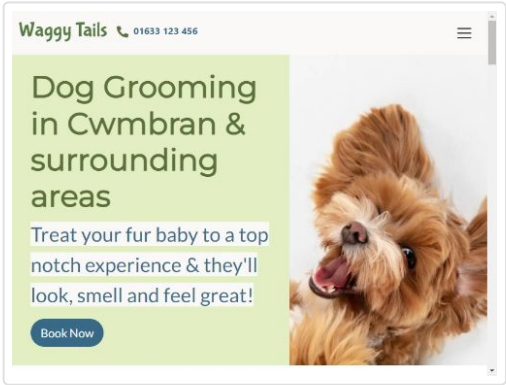 Waggy Tails 01633 123 456
Dog Grooming
in Cwmbran &
surrounding
areas
Treat your fur baby to a top
notch experience & they'll
look, smell and feel great!
Book Now